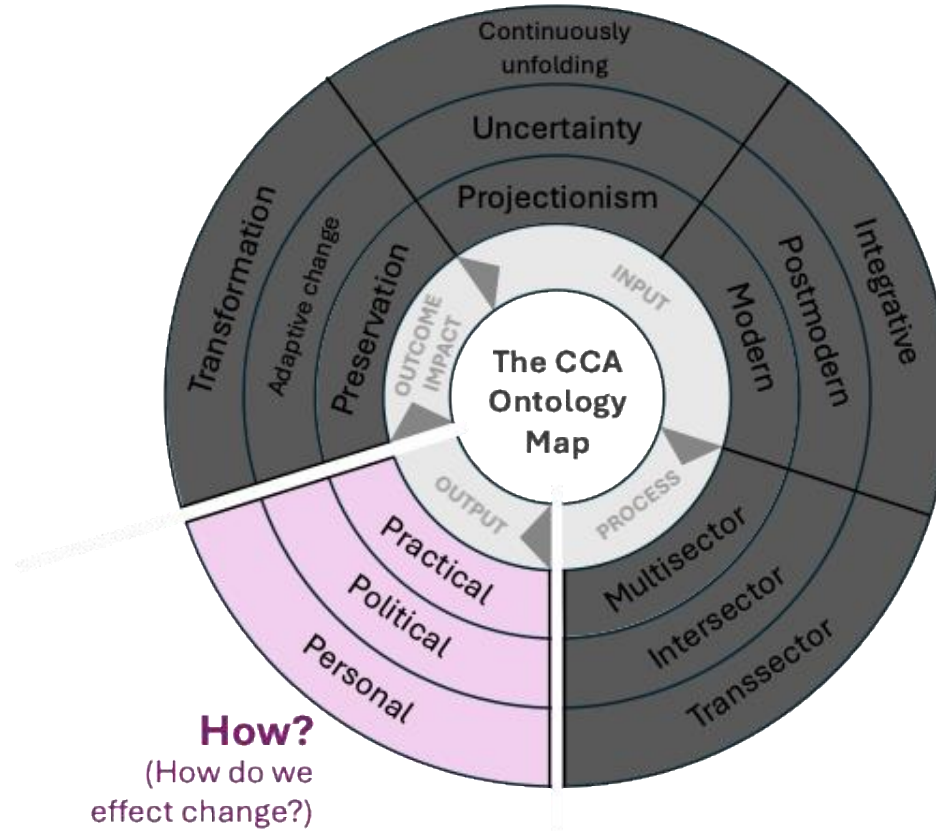 Continuously
unfolding
Uncertainty
Projectionism
Transformation
Adaptive change
Preservation
OUTCOME
IMPACT
INPUT
Modern
Postmodern
Integrative
The CCA
Ontology
Map
OUTPUT
PROCESS
Practical
Political
Personal
Multisector
Intersector
Transsector
How?
(How do we
effect change?)